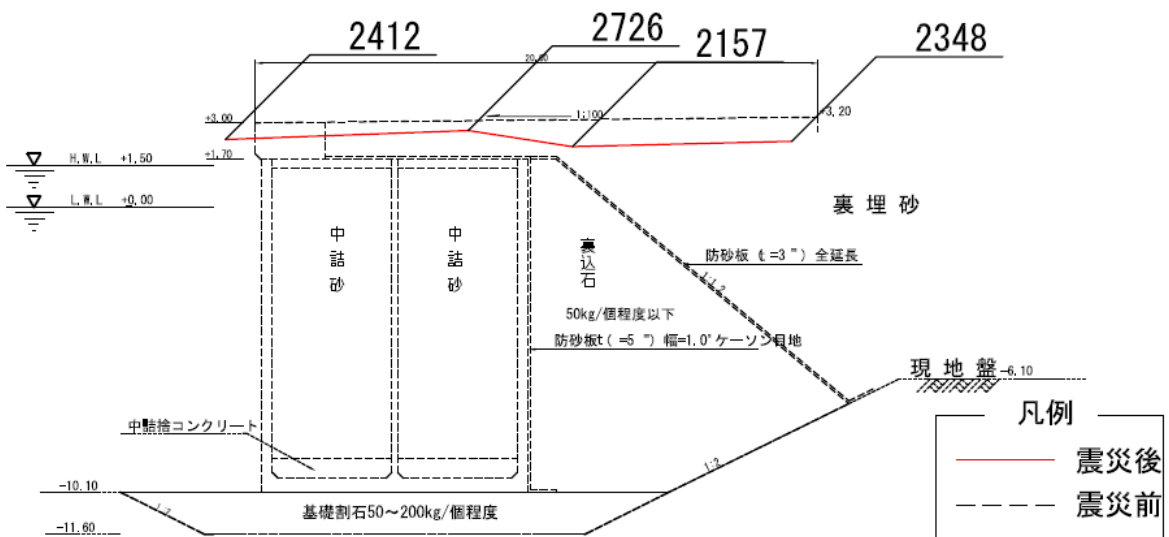 2412
2726
2157
2348
20.00
+3.00
1:100
+3.20
H.W.L +1.50
+1.70
L.W.L +0.00
裏埋砂
中詰砂
中詰砂
裏込石
防砂板 (t=3") 全延長
1:1.2
50kg/個程度以下
防砂板t( =5 ") 幅=1.0"ケーソン目地
現地盤 -6.10
凡例
中詰捨コンクリート
震災後
1:2
-10.10
1:2
基礎割石50~200kg/個程度
震災前
-11.60